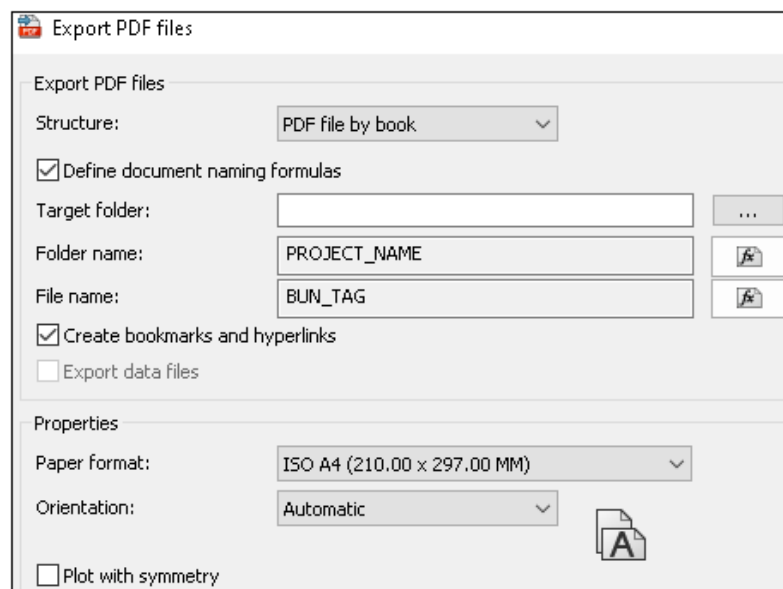 Export PDF files
Export PDF files
Structure: PDF file by book
Define document naming formulas
Target folder: ...
Folder name: PROJECT_NAME
File name: BUN_TAG
Create bookmarks and hyperlinks
Export data files
Properties
Paper format: ISO A4 (210.00 x 297.00 MM)
Orientation: Automatic
A
Plot with symmetry